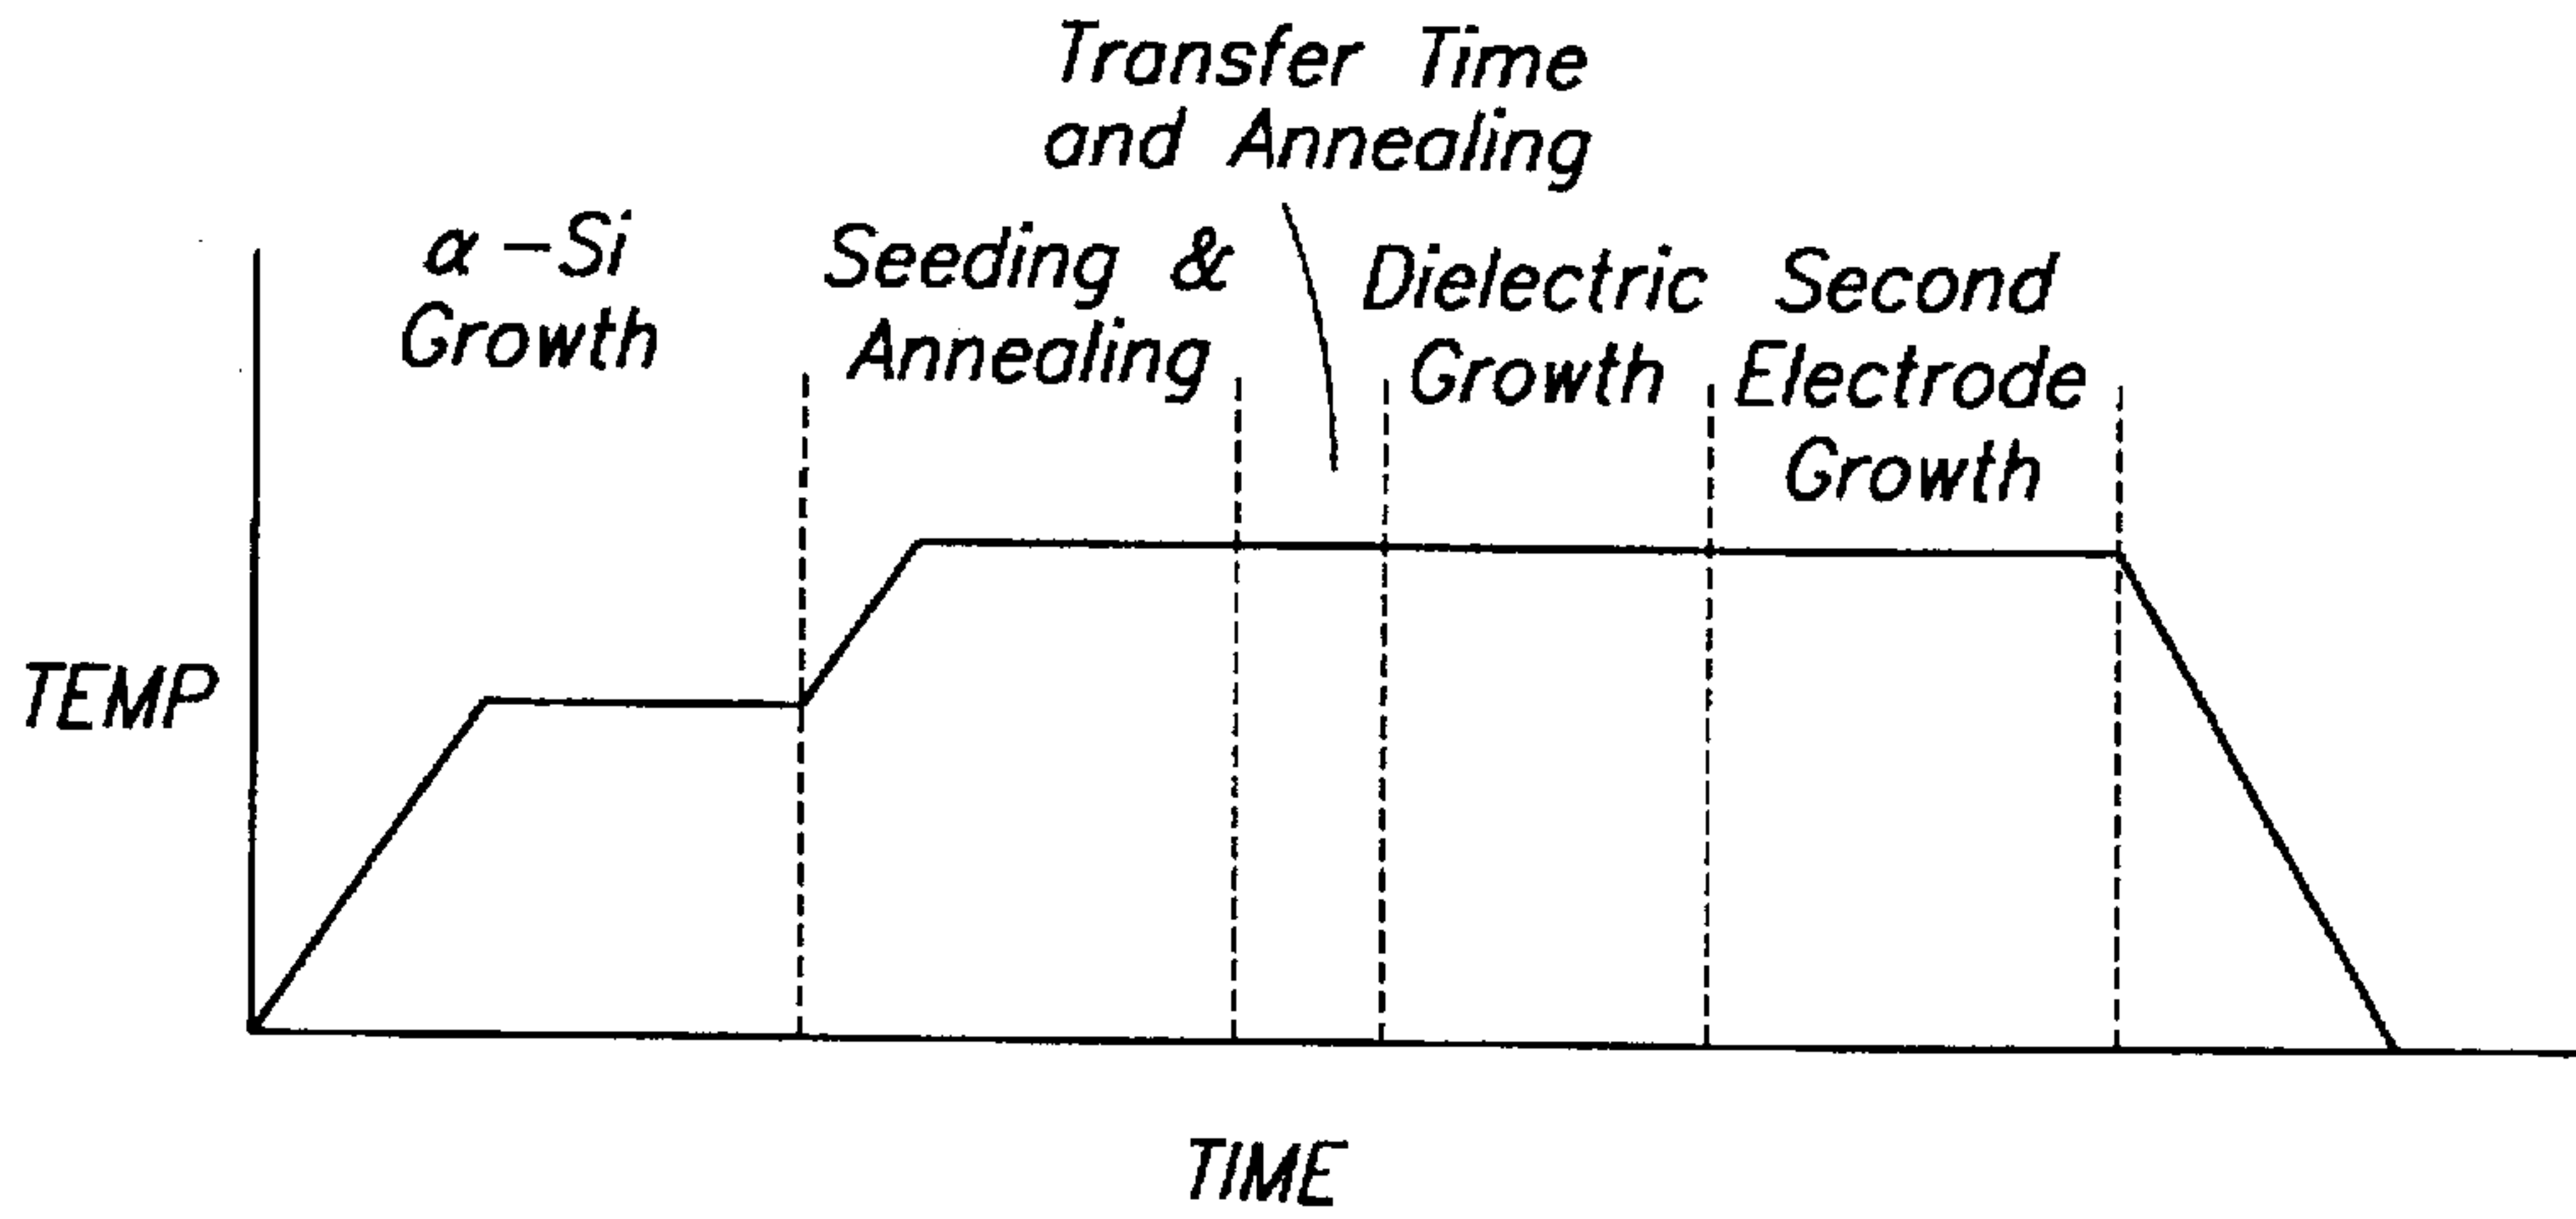 Transfer Time
and Annealing
α-Si
Growth
Seeding &
Annealing
Dielectric
Growth
Second
Electrode
Growth
TEMP
TIME